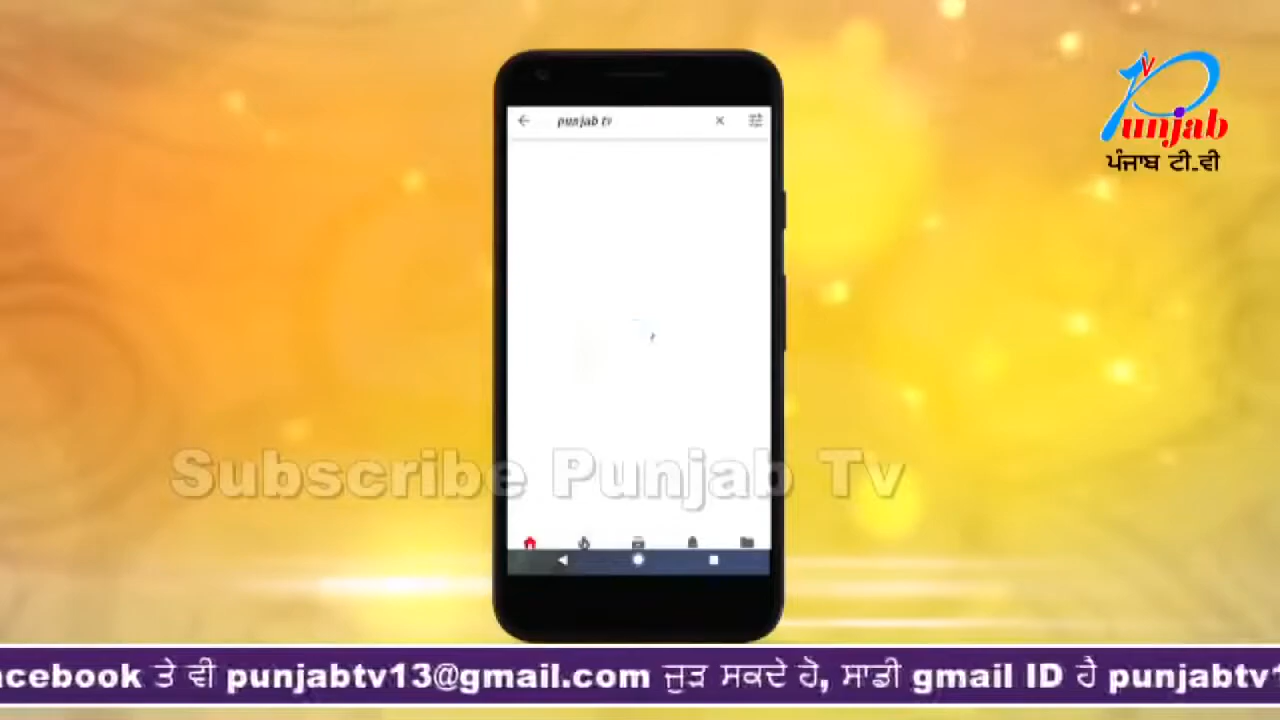 punjab tv
Punjab
ਪੰਜਾਬ ਟੀ.ਵੀ
Subscribe Punjab Tv
acebook ਤੇ ਵੀ punjabtv13@gmail.com ਜੁੜ ਸਕਦੇ ਹੋ, ਸਾਡੀ gmail ID ਹੈ punjabtv1